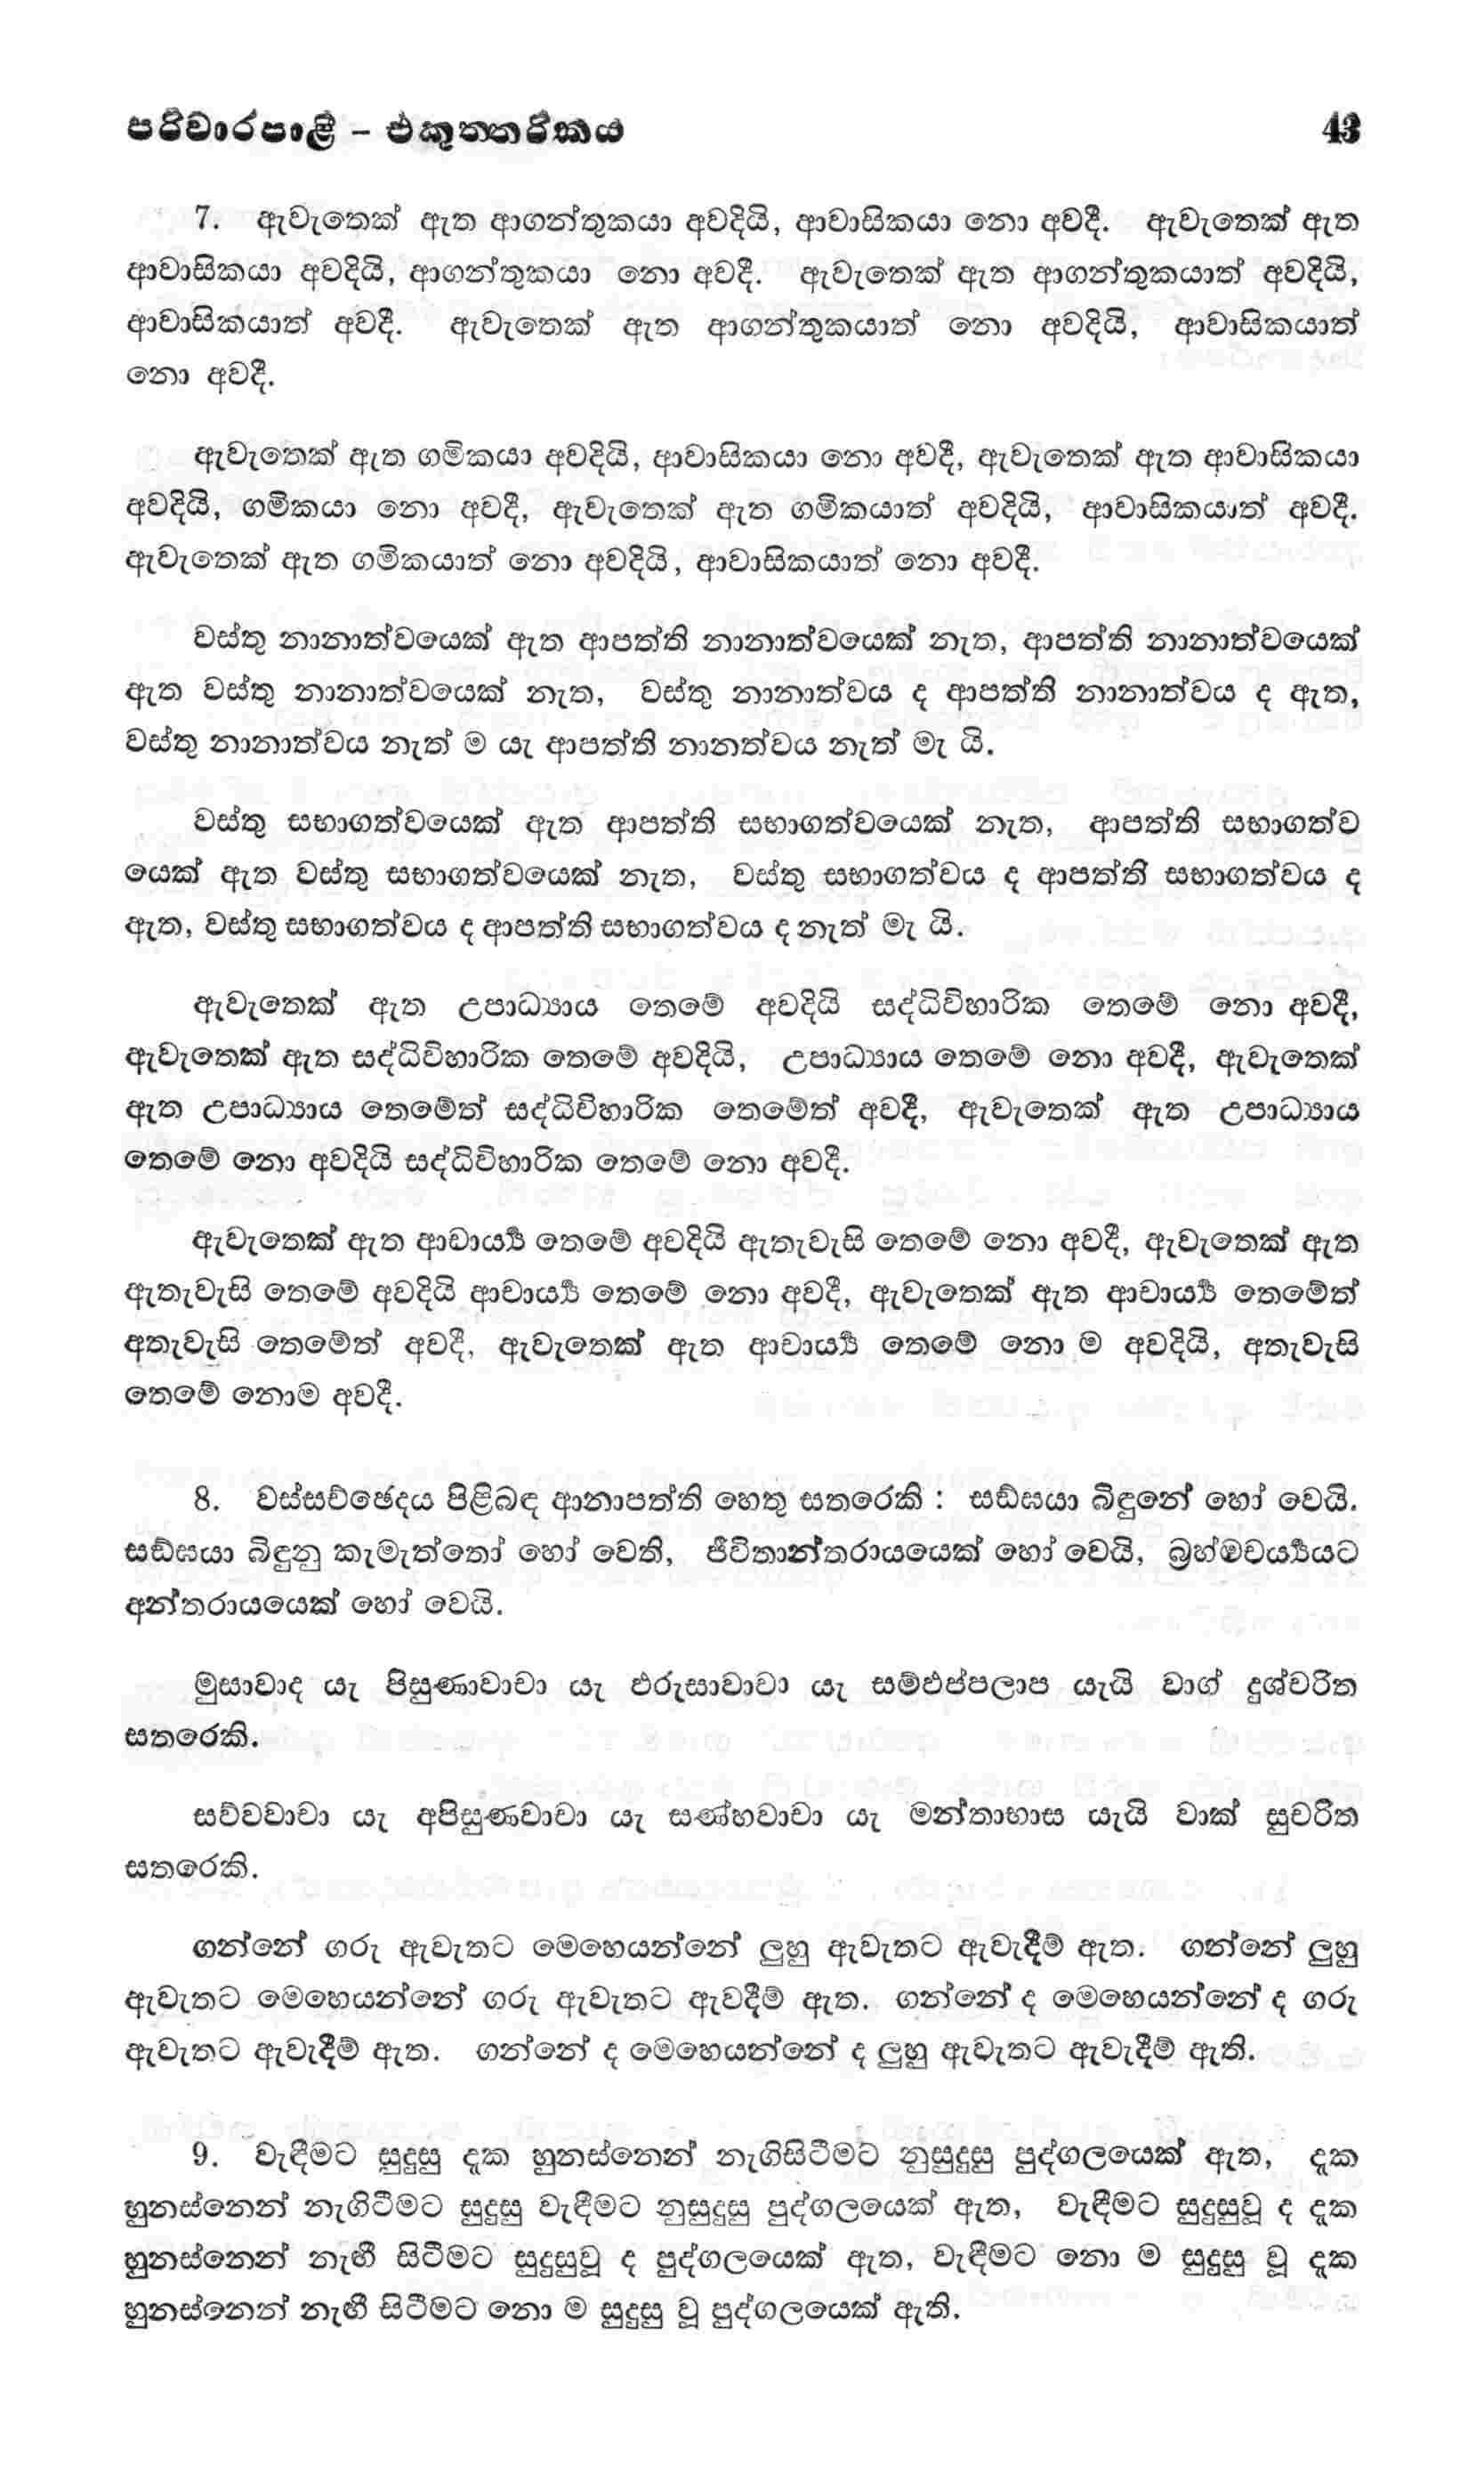 පරිවාරපාළි – එකුත්තරිකය 43
7. ඇවැතෙක් ඇත ආගන්තුකයා අවදියි, ආවාසිකයා නො අවදී. ඇවැතෙක් ඇත
ආවාසිකයා අවදියි, ආගන්තුකයා නො අවදී. ඇවැතෙක් ඇත ආගන්තුකයාත් අවදියි,
ආවාසිකයාත් අවදී. ඇවැතෙක් ඇත ආගන්තුකයාත් නො අවදියි, ආවාසිකයාත්
නො අවදී.
ඇවැතෙක් ඇත ගමිකයා අවදියි, ආවාසිකයා නො අවදී, ඇවැතෙක් ඇත ආවාසිකයා
අවදියි, ගමිකයා නො අවදී, ඇවැතෙක් ඇත ගමිකයාත් අවදියි, ආවාසිකයාත් අවදී.
ඇවැතෙක් ඇත ගමිකයාත් නො අවදියි, ආවාසිකයාත් නො අවදී.
වස්තු නානාත්වයෙක් ඇත ආපත්ති නානාත්වයෙක් නැත, ආපත්ති නානාත්වයෙක්
ඇත වස්තු නානාත්වයෙක් නැත, වස්තු නානාත්වය ද ආපත්ති නානාත්වය ද ඇත,
වස්තු නානාත්වය නැත් ම යැ ආපත්ති නානත්වය නැත් මැ යි.
වස්තු සභාගත්වයෙක් ඇත ආපත්ති සභාගත්වයෙක් නැත, ආපත්ති සභාගත්ව
යෙක් ඇත වස්තු සභාගත්වයෙක් නැත, වස්තු සභාගත්වය ද ආපත්ති සභාගත්වය ද
ඇත, වස්තු සභාගත්වය ද ආපත්ති සභාගත්වය ද නැත් මැ යි.
ඇවැතෙක් ඇත උපාධ්‍යාය තෙමේ අවදියි සද්ධිවිහාරික තෙමේ නො අවදී,
ඇවැතෙක් ඇත සද්ධිවිහාරික තෙමේ අවදියි, උපාධ්‍යාය තෙමේ නො අවදී, ඇවැතෙක්
ඇත උපාධ්‍යාය තෙමේත් සද්ධිවිහාරික තෙමේත් අවදී, ඇවැතෙක් ඇත උපාධ්‍යාය
තෙමේ නො අවදියි සද්ධිවිහාරික තෙමේ නො අවදි.
ඇවැතෙක් ඇත ආචාර්‍ය්‍ය තෙමේ අවදියි ඇතැවැසි තෙමේ නො අවදී, ඇවැතෙක් ඇත
ඇතැවැසි තෙමේ අවදියි ආචාර්‍ය්‍ය තෙමේ නො අවදී, ඇවැතෙක් ඇත ආචාර්‍ය්‍ය තෙමේත්
අතැවැසි තෙමේත් අවදී, ඇවැතෙක් ඇත ආචාර්‍ය්‍ය තෙමේ නො ම අවදියි, අතැවැසි
තෙමේ නොම අවදී.
8. වස්සච්ඡෙදය පිළිබඳ ආනාපත්ති හෙතු සතරෙකි : සඬ්ඝයා බිඳුනේ හෝ වෙයි.
සඬ්ඝයා බිඳුනු කැමැත්තෝ හෝ වෙති, ජීවිතාන්තරායයෙක් හෝ වෙයි, බ්‍රහ්මචර්‍ය්‍යයට
අන්තරායයෙක් හෝ වෙයි.
මුසාවාද යැ පිසුණාවාචා යැ ඵරුසාවාචා යැ සම්ඵප්පලාප යැයි වාග් දුශ්චරිත
සතරෙකි.
සච්චවාචා යැ අපිසුණවාචා යැ සණ්හවාචා යැ මන්තාභාස යැයි වාක් සුචරිත
සතරෙකි.
ගන්නේ ගරු ඇවැතට මෙහෙයන්නේ ලුහු ඇවැතට ඇවැදීම් ඇත. ගන්නේ ලුහු
ඇවැතට මෙහෙයන්නේ ගරු ඇවැතට ඇවදීම් ඇත. ගන්නේ ද මෙහෙයන්නේ ද ගරු
ඇවැතට ඇවැදීම් ඇත. ගන්නේ ද මෙහෙයන්නේ ද ලුහු ඇවැතට ඇවැදීම් ඇති.
9. වැඳීමට සුදුසු දැක හුනස්නෙන් නැගිසිටීමට නුසුදුසු පුද්ගලයෙක් ඇත, දැක
හුනස්නෙන් නැගිටීමට සුදුසු වැඳීමට නුසුදුසු පුද්ගලයෙක් ඇත, වැඳීමට සුදුසුවූ ද දැක
හුනස්නෙන් නැඟී සිටීමට සුදුසුවූ ද පුද්ගලයෙක් ඇත, වැඳීමට නො ම සුදුසු වූ දැක
හුනස්නෙන් නැඟී සිටීමට නො ම සුදුසු වූ පුද්ගලයෙක් ඇති.